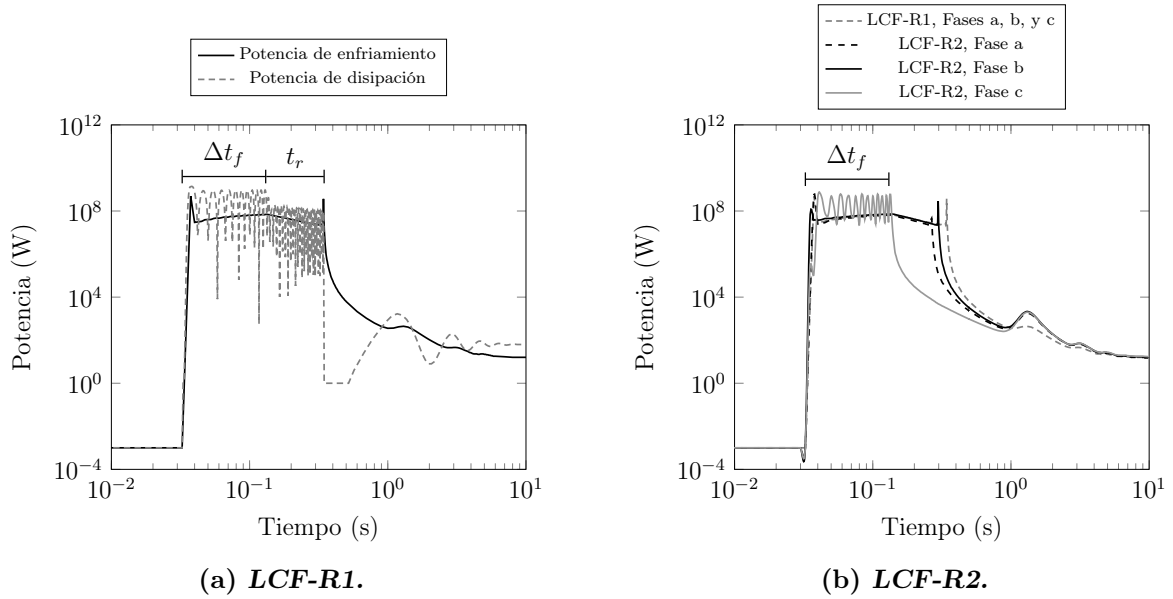 Potencia de enfriamiento
Potencia de disipación
10^12
10^8
10^4
10^0
10^−4
Potencia (W)
Δt_f
t_r
10^−2
10^−1
10^0
10^1
Tiempo (s)
(a) LCF-R1.
LCF-R1, Fases a, b, y c
LCF-R2, Fase a
LCF-R2, Fase b
LCF-R2, Fase c
10^12
10^8
10^4
10^0
10^−4
Potencia (W)
Δt_f
10^−2
10^−1
10^0
10^1
Tiempo (s)
(b) LCF-R2.